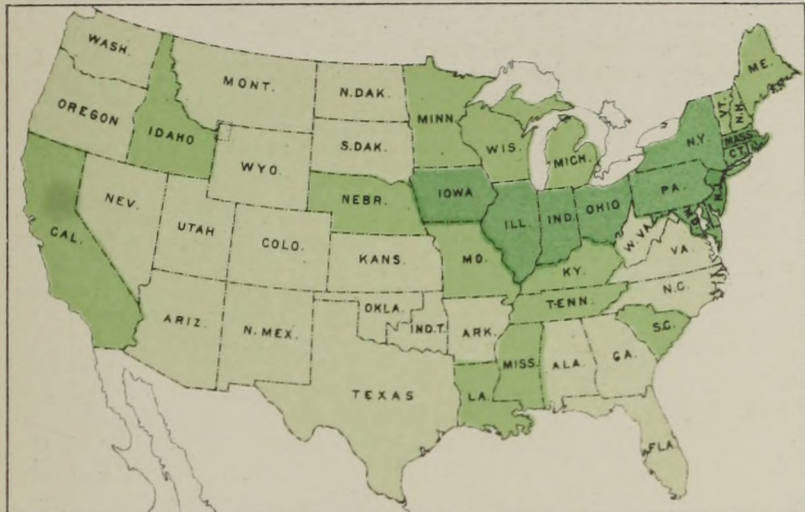 WASH.
MONT.
N.DAK.
MINN.
ME.
OREGON
IDAHO
S.DAK.
WIS.
MICH.
VT.
N.H.
N.Y.
MASS.
CT.
WYO.
NEV.
NEBR.
IOWA
PA.
N.J.
CAL.
UTAH
COLO.
ILL.
IND.
OHIO
MD.
W.VA.
VA.
KANS.
MO.
KY.
N.C.
TENN.
ARIZ.
N.MEX.
OKLA.
IND.T.
ARK.
S.C.
MISS.
ALA.
GA.
TEXAS
LA.
FLA.